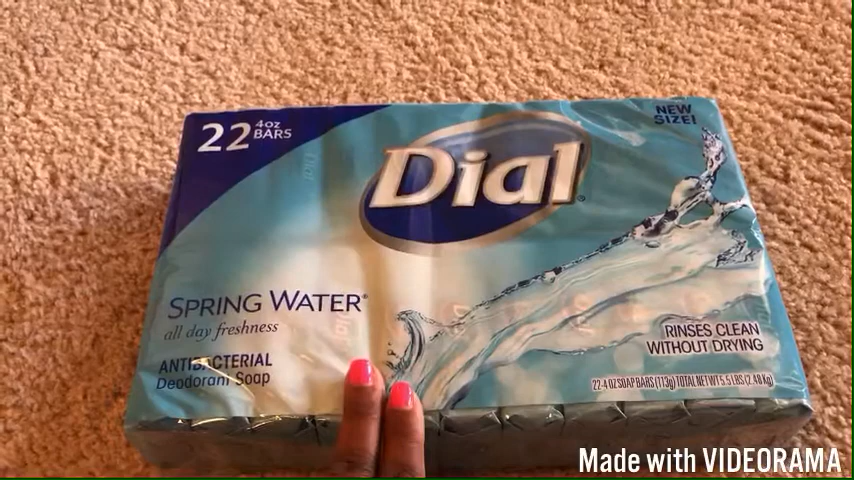 22 4oz BARS
NEW SIZE!
Dial®
SPRING WATER®
all day freshness
ANTIBACTERIAL
Deodorant Soap
RINSES CLEAN
WITHOUT DRYING
22-4 OZ SOAP BARS (113g) TOTAL NET WT 5.5 LBS (2.48 Kg)
Made with VIDEORAMA